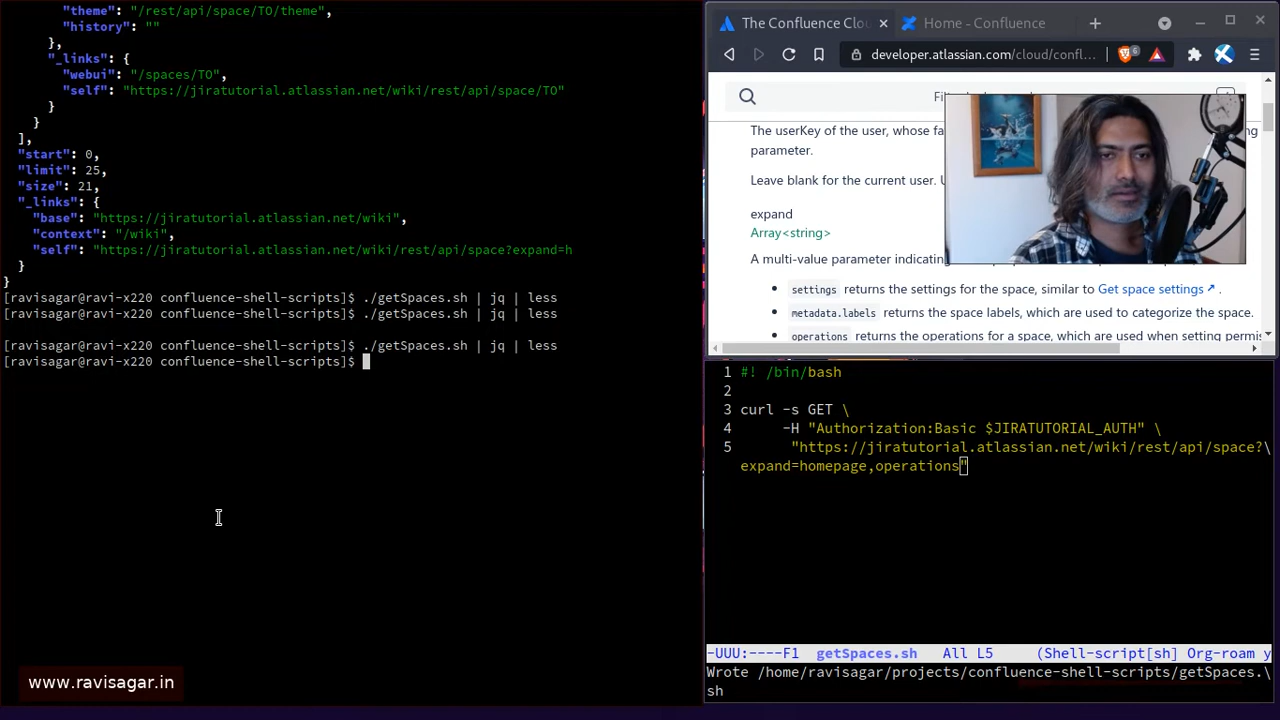 "theme": "/rest/api/space/TO/theme",
"history": ""
},
"_links": {
"webui": "/spaces/TO",
"self": "https://jiratutorial.atlassian.net/wiki/rest/api/space/TO"
}
}
],
"start": 0,
"limit": 25,
"size": 21,
"_links": {
"base": "https://jiratutorial.atlassian.net/wiki",
"context": "/wiki",
"self": "https://jiratutorial.atlassian.net/wiki/rest/api/space?expand=h
}
}
[ravisagar@ravi-x220 confluence-shell-scripts]$ ./getSpaces.sh | jq | less
[ravisagar@ravi-x220 confluence-shell-scripts]$ ./getSpaces.sh | jq | less
[ravisagar@ravi-x220 confluence-shell-scripts]$ ./getSpaces.sh | jq | less
[ravisagar@ravi-x220 confluence-shell-scripts]$
www.ravisagar.in
The Confluence Clou
Home - Confluence
developer.atlassian.com/cloud/confl...
6
The userKey of the user, whose fa
ing
parameter.
Leave blank for the current user.
expand
Array<string>
A multi-value parameter indicating
settings returns the settings for the space, similar to Get space settings .
metadata.labels returns the space labels, which are used to categorize the space.
operations returns the operations for a space, which are used when setting permis
1 #! /bin/bash
2
3 curl -s GET \
4 -H "Authorization:Basic $JIRATUTORIAL_AUTH" \
5 "https://jiratutorial.atlassian.net/wiki/rest/api/space?\
expand=homepage,operations"
-UUU:----F1 getSpaces.sh All L5 (Shell-script[sh] Org-roam y
Wrote /home/ravisagar/projects/confluence-shell-scripts/getSpaces.\
sh